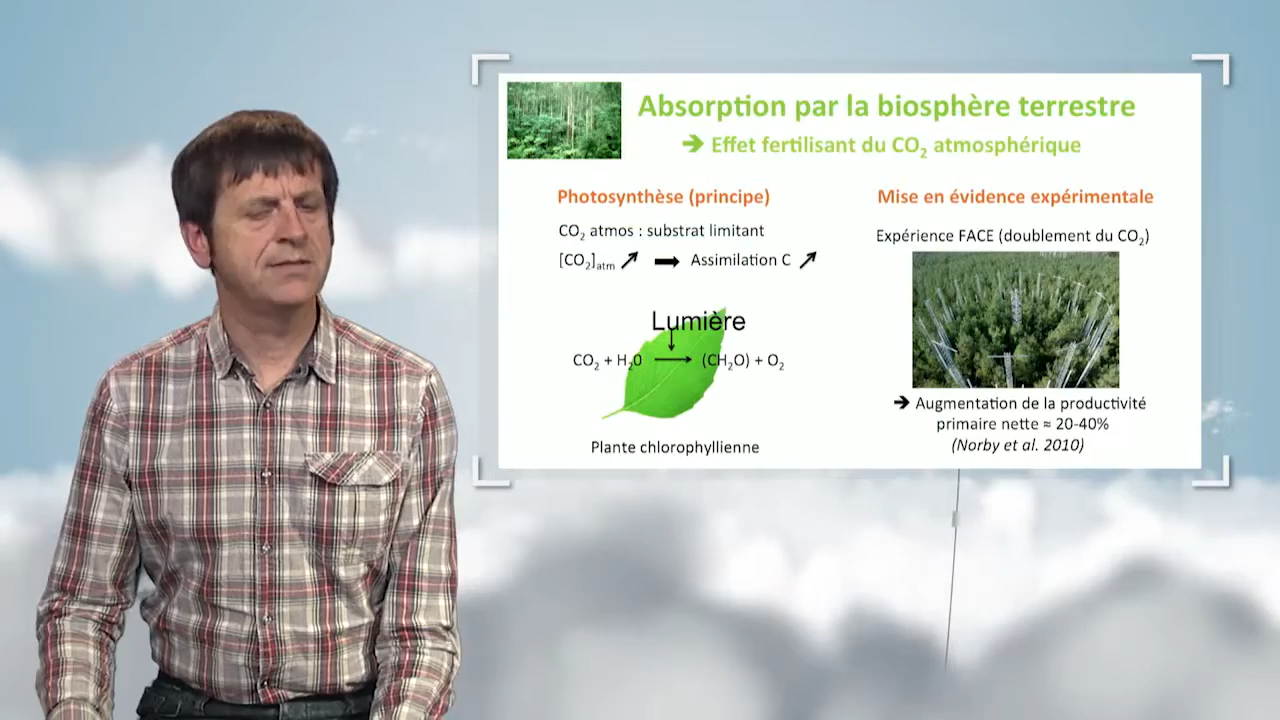 Absorption par la biosphère terrestre
➔ Effet fertilisant du CO₂ atmosphérique
Photosynthèse (principe)
CO₂ atmos : substrat limitant
[CO₂]atm ↗ ➡ Assimilation C ↗
Lumière
CO₂ + H₂0 → (CH₂O) + O₂
Plante chlorophyllienne
Mise en évidence expérimentale
Expérience FACE (doublement du CO₂)
➔ Augmentation de la productivité
primaire nette ≈ 20-40%
(Norby et al. 2010)